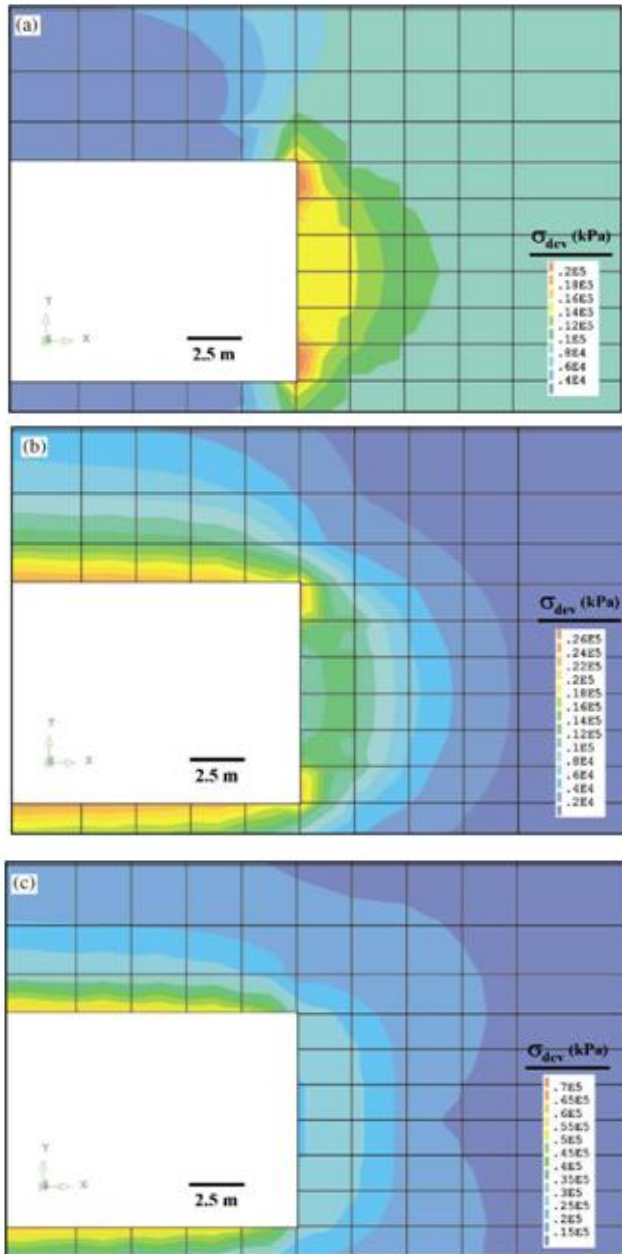 (a)
σdev (kPa)
.2E5
.18E5
.16E5
.14E5
.12E5
.1E5
.8E4
.6E4
.4E4
Y
X
2.5 m
(b)
σdev (kPa)
.26E5
.24E5
.22E5
.2E5
.18E5
.16E5
.14E5
.12E5
.1E5
.8E4
.6E4
.4E4
.2E4
Y
X
2.5 m
(c)
σdev (kPa)
.7E5
.65E5
.6E5
.55E5
.5E5
.45E5
.4E5
.35E5
.3E5
.25E5
.2E5
.15E5
Y
X
2.5 m